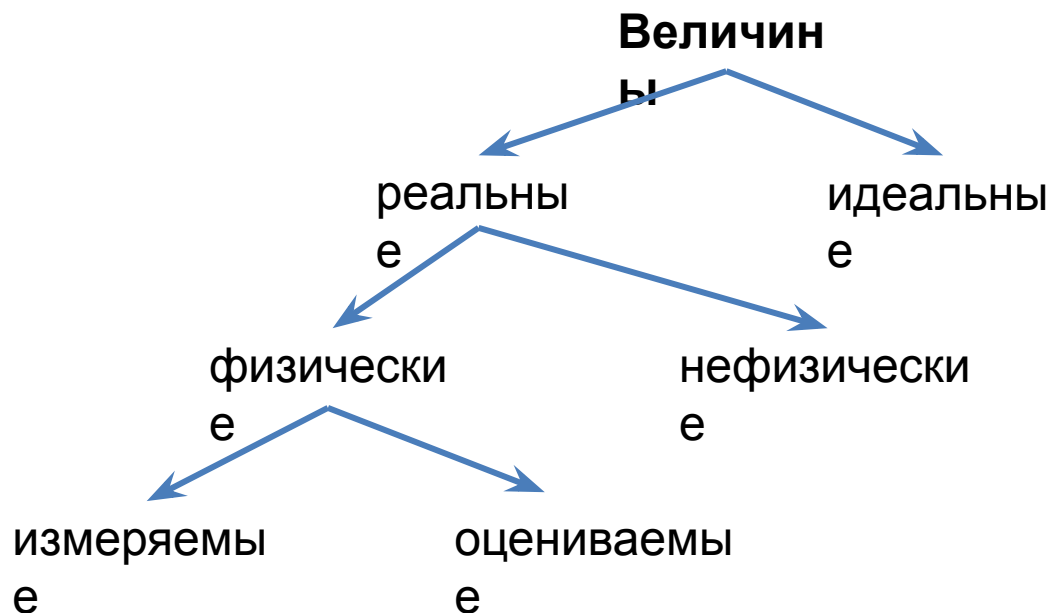 Величин
ы
реальны
е
идеальны
е
физически
е
нефизически
е
измеряемы
е
оцениваемы
е